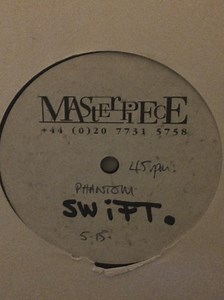 MASTERPIECE
+44 (0)20 7731 5758
45rpm.
PHANTOM
SWIFT.
5.15.